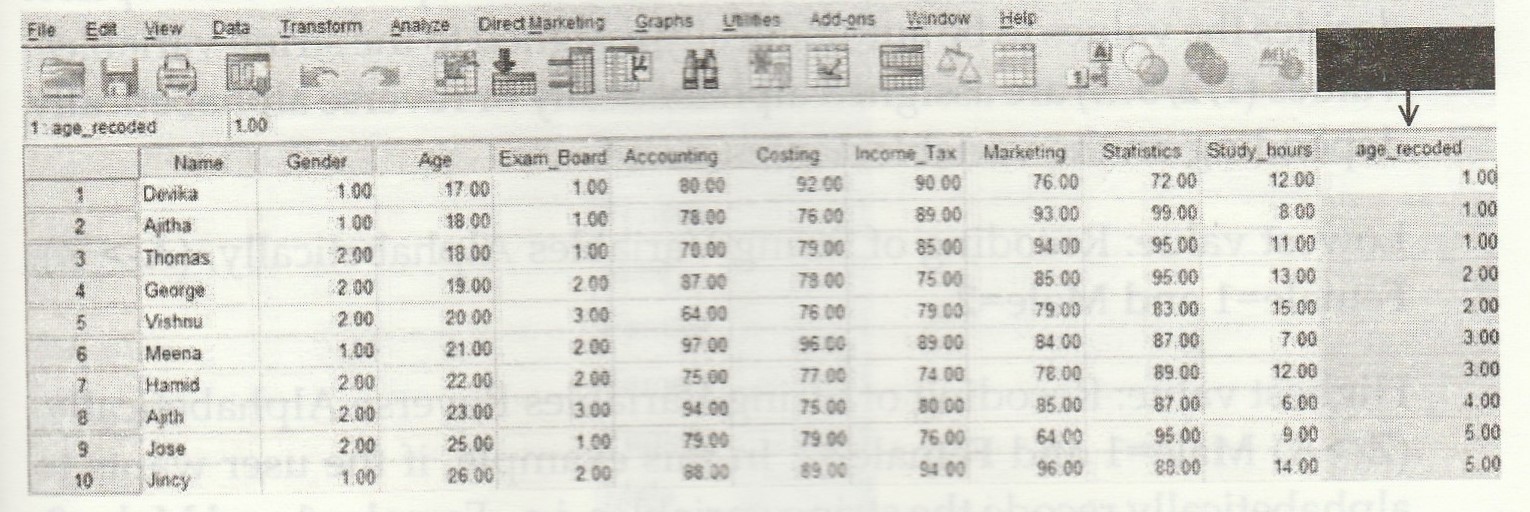 File Edit View Data Transform Analyze Direct Marketing Graphs Utilities Add-ons Window Help
1 : age_recoded 1.00
Name Gender Age Exam_Board Accounting Costing Income_Tax Marketing Statistics Study_hours age_recoded
1 Devika 1.00 17.00 1.00 80.00 92.00 90.00 76.00 72.00 12.00 1.00
2 Ajitha 1.00 18.00 1.00 78.00 76.00 89.00 93.00 99.00 8.00 1.00
3 Thomas 2.00 18.00 1.00 79.00 85.00 94.00 95.00 11.00 1.00
4 George 2.00 19.00 2.00 87.00 75.00 85.00 95.00 13.00 2.00
5 Vishnu 2.00 20.00 3.00 64.00 76.00 79.00 79.00 83.00 15.00 2.00
6 Meena 1.00 21.00 2.00 97.00 96.00 89.00 84.00 87.00 7.00 3.00
7 Hamid 2.00 22.00 2.00 75.00 77.00 74.00 78.00 89.00 12.00 3.00
8 Ajith 2.00 23.00 3.00 94.00 75.00 80.00 85.00 87.00 6.00 4.00
9 Jose 2.00 25.00 1.00 79.00 79.00 76.00 64.00 95.00 9.00 5.00
10 Jincy 1.00 26.00 2.00 88.00 89.00 94.00 96.00 88.00 14.00 5.00